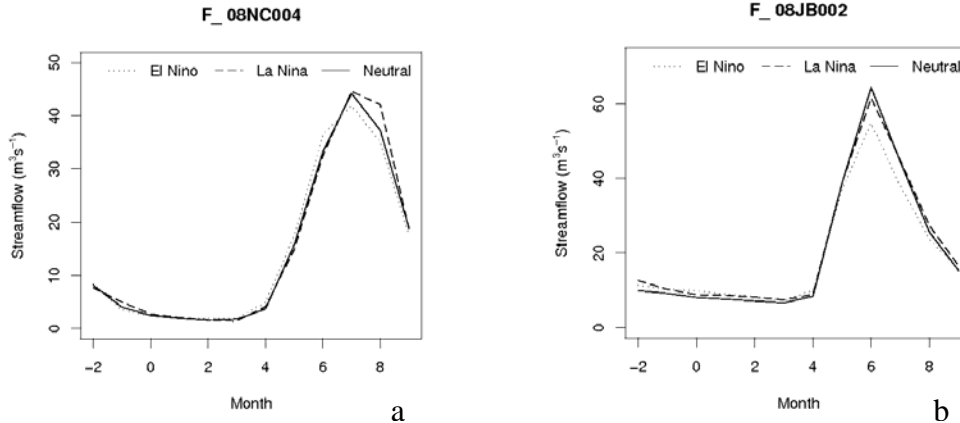 F_ 08NC004
El Nino La Nina Neutral
Streamflow (m³s⁻¹)
50
40
30
20
10
0
−2 0 2 4 6 8
Month
a
F_ 08JB002
El Nino La Nina Neutral
Streamflow (m³s⁻¹)
60
40
20
0
−2 0 2 4 6 8
Month
b